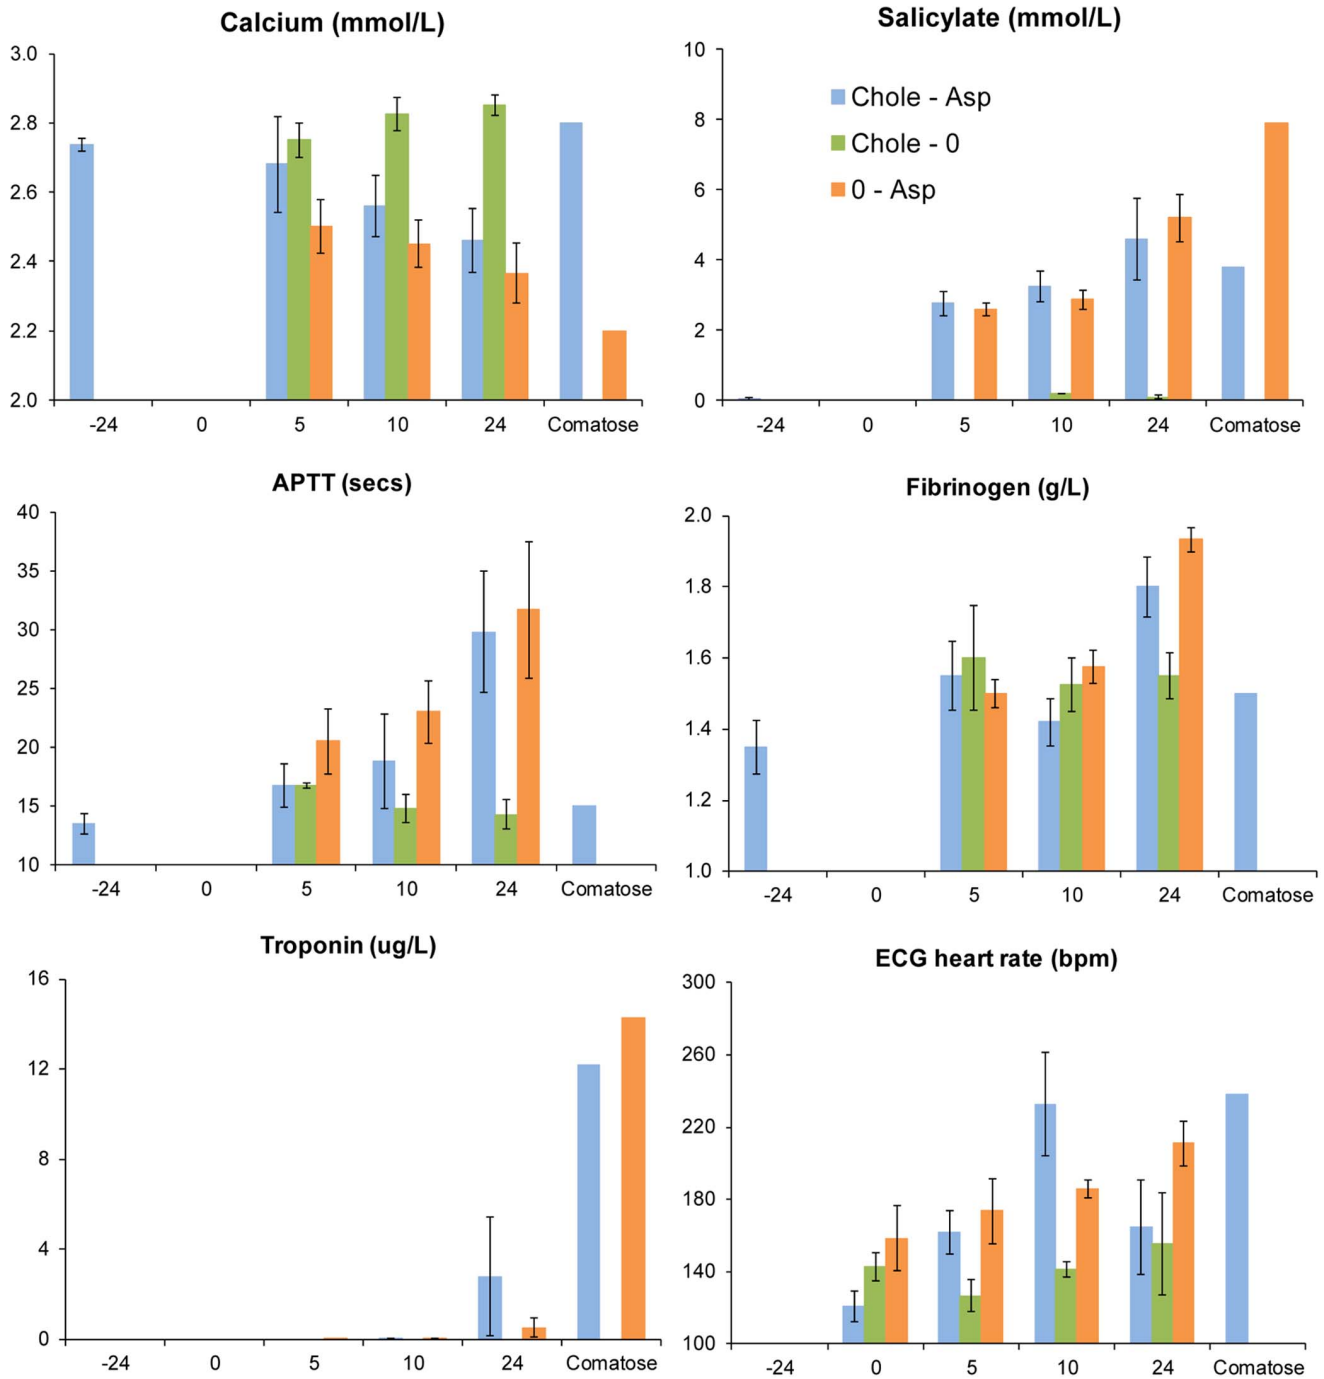 Calcium (mmol/L)
3.0
2.8
2.6
2.4
2.2
2.0
-24 0 5 10 24 Comatose
Salicylate (mmol/L)
10
8
6
4
2
0
Chole - Asp
Chole - 0
0 - Asp
-24 0 5 10 24 Comatose
APTT (secs)
40
35
30
25
20
15
10
-24 0 5 10 24 Comatose
Fibrinogen (g/L)
2.0
1.8
1.6
1.4
1.2
1.0
-24 0 5 10 24 Comatose
Troponin (ug/L)
16
12
8
4
0
-24 0 5 10 24 Comatose
ECG heart rate (bpm)
300
260
220
180
140
100
-24 0 5 10 24 Comatose